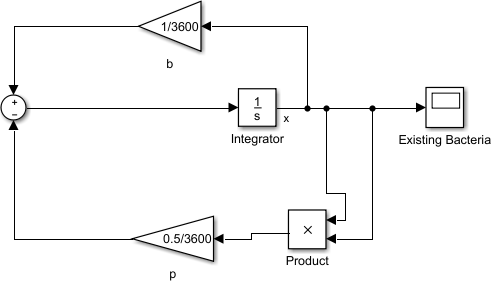 1/3600
b
+
−
1
s
Integrator
x
Existing Bacteria
0.5/3600
p
×
Product